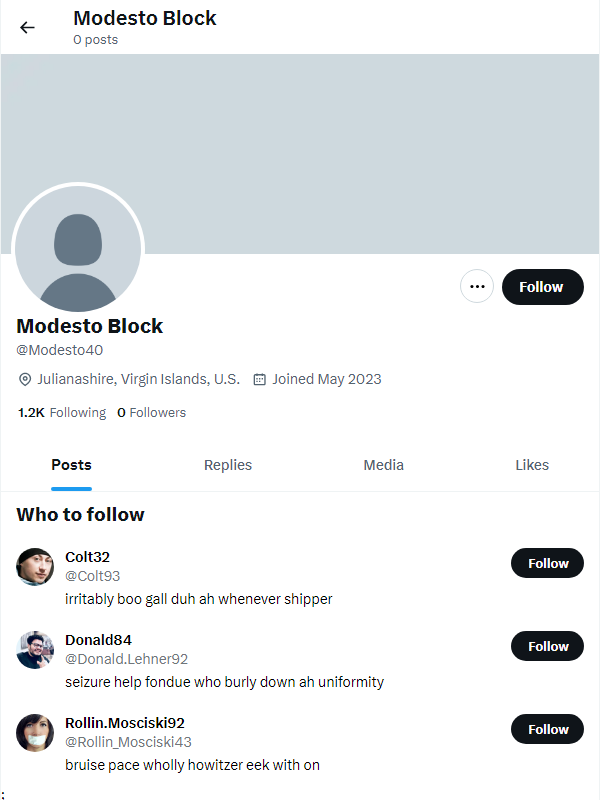 Modesto Block
0 posts
Follow
Modesto Block
@Modesto40
Julianashire, Virgin Islands, U.S. Joined May 2023
1.2K Following 0 Followers
Posts Replies Media Likes
Who to follow
Colt32
@Colt93
Follow
irritably boo gall duh ah whenever shipper
Donald84
@Donald.Lehner92
Follow
seizure help fondue who burly down ah uniformity
Rollin.Mosciski92
@Rollin_Mosciski43
Follow
bruise pace wholly howitzer eek with on
: